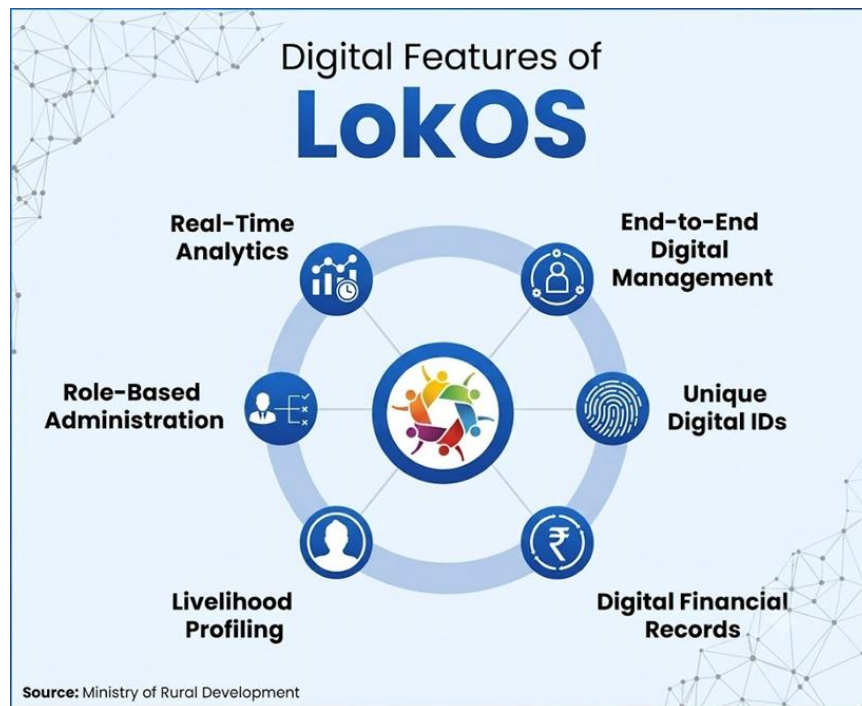 Digital Features of
LokOS
Real-Time
Analytics
End-to-End
Digital
Management
Role-Based
Administration
Unique
Digital IDs
Livelihood
Profiling
Digital Financial
Records
Source: Ministry of Rural Development